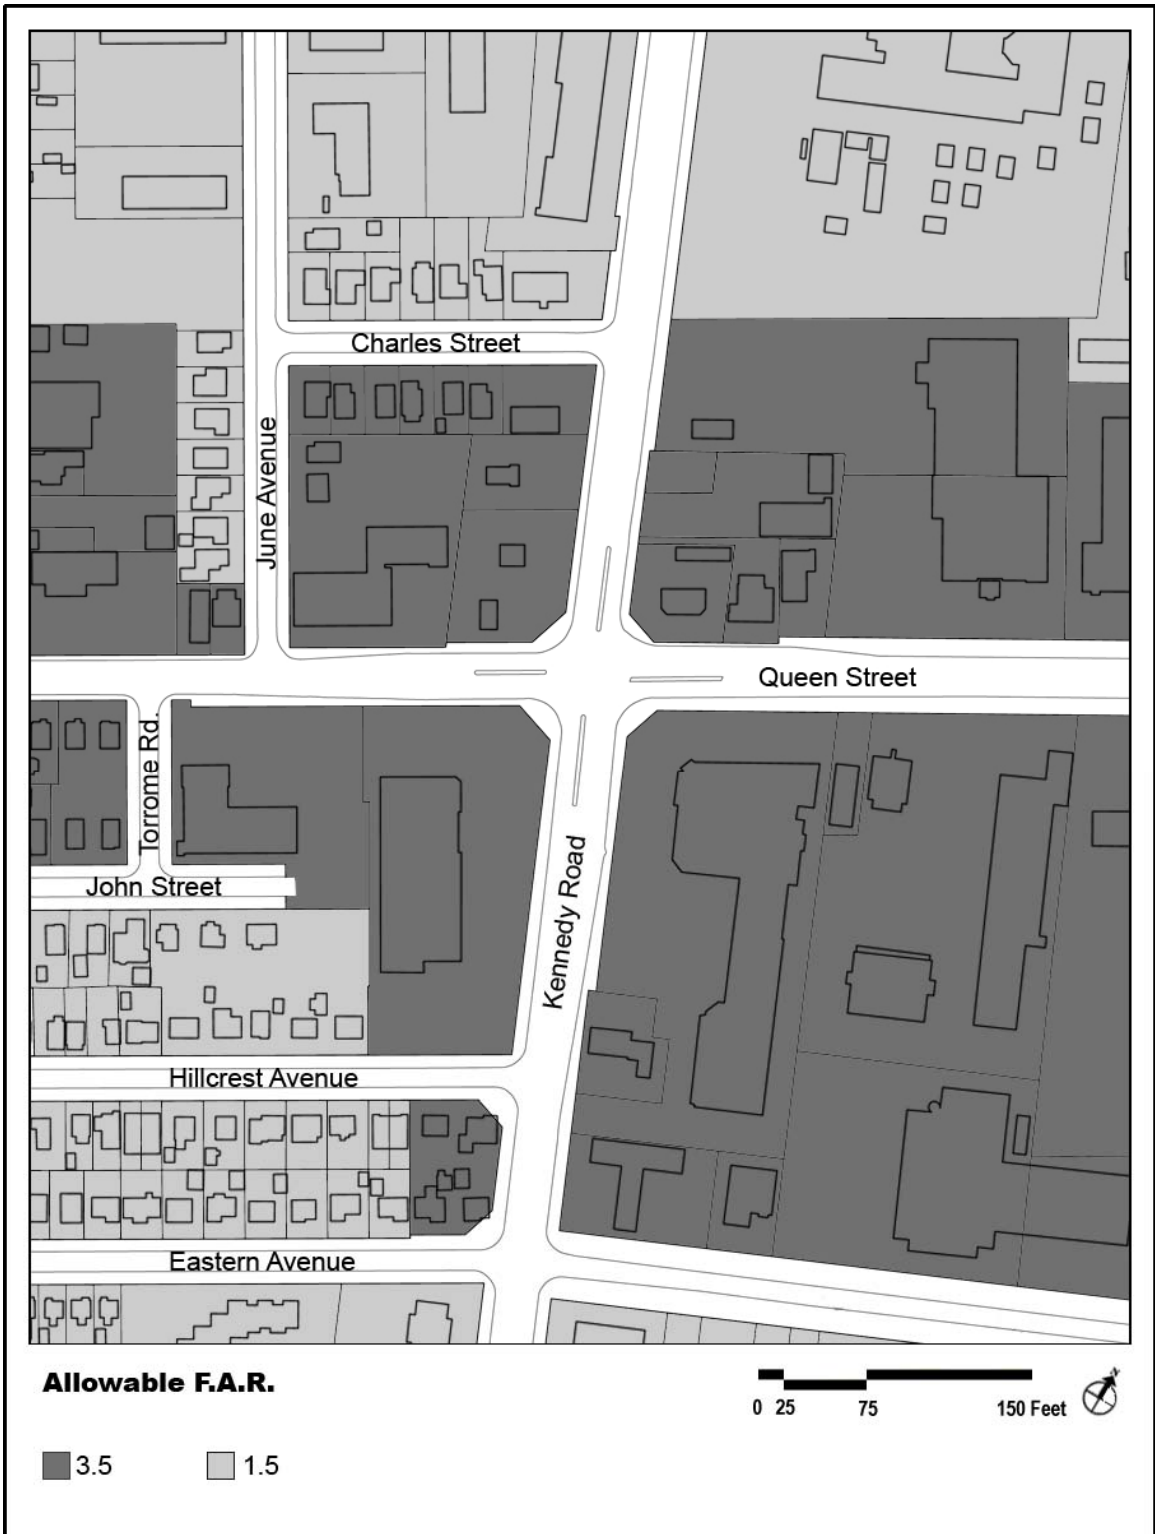 Charles Street
June Avenue
Queen Street
Torrome Rd.
John Street
Kennedy Road
Hillcrest Avenue
Eastern Avenue
Allowable F.A.R.
0 25 75 150 Feet
N
3.5 1.5